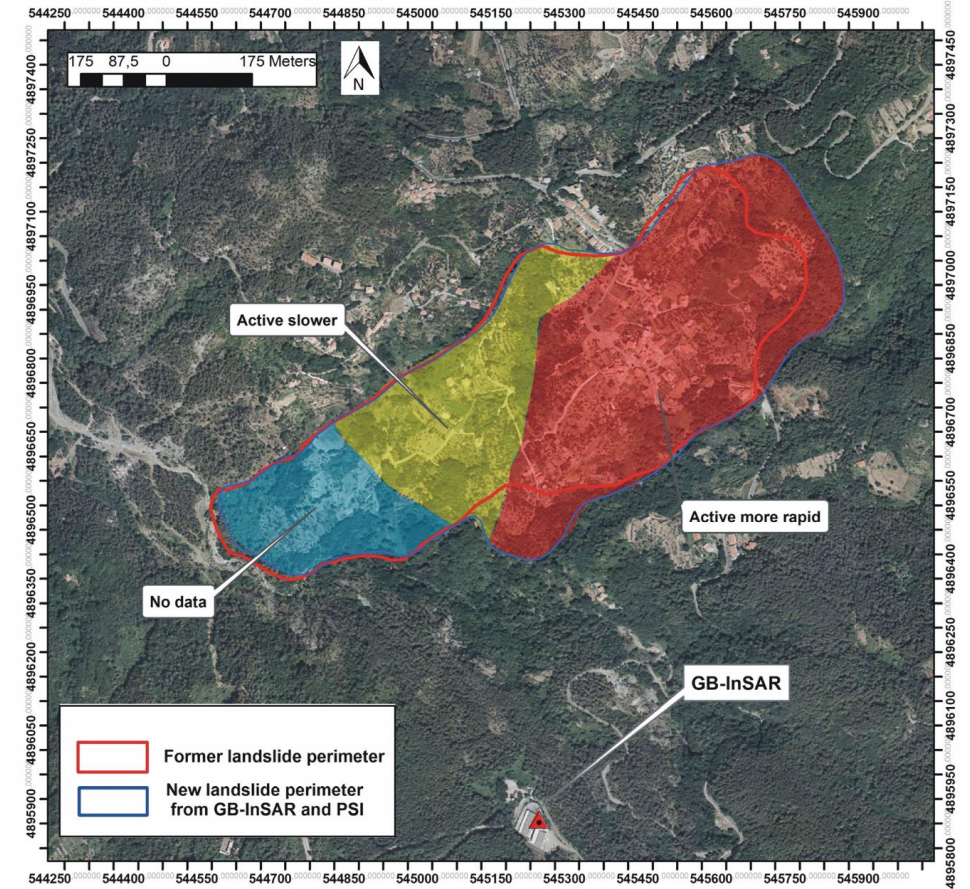 544250 544400 544550 544700 544850 545000 545150 545300 545450 545600 545750 545900
175 87,5 0 175 Meters
N
4897400
4897250
4897100
4896950
4896800
4896650
4896500
4896350
4896200
4896050
4895900
4897450
4897300
4897150
4897000
4896850
4896700
4896550
4896400
4896250
4896100
4895950
4895800
Active slower
Active more rapid
No data
GB-InSAR
Former landslide perimeter
New landslide perimeter
from GB-InSAR and PSI
544250 544400 544550 544700 544850 545000 545150 545300 545450 545600 545750 545900